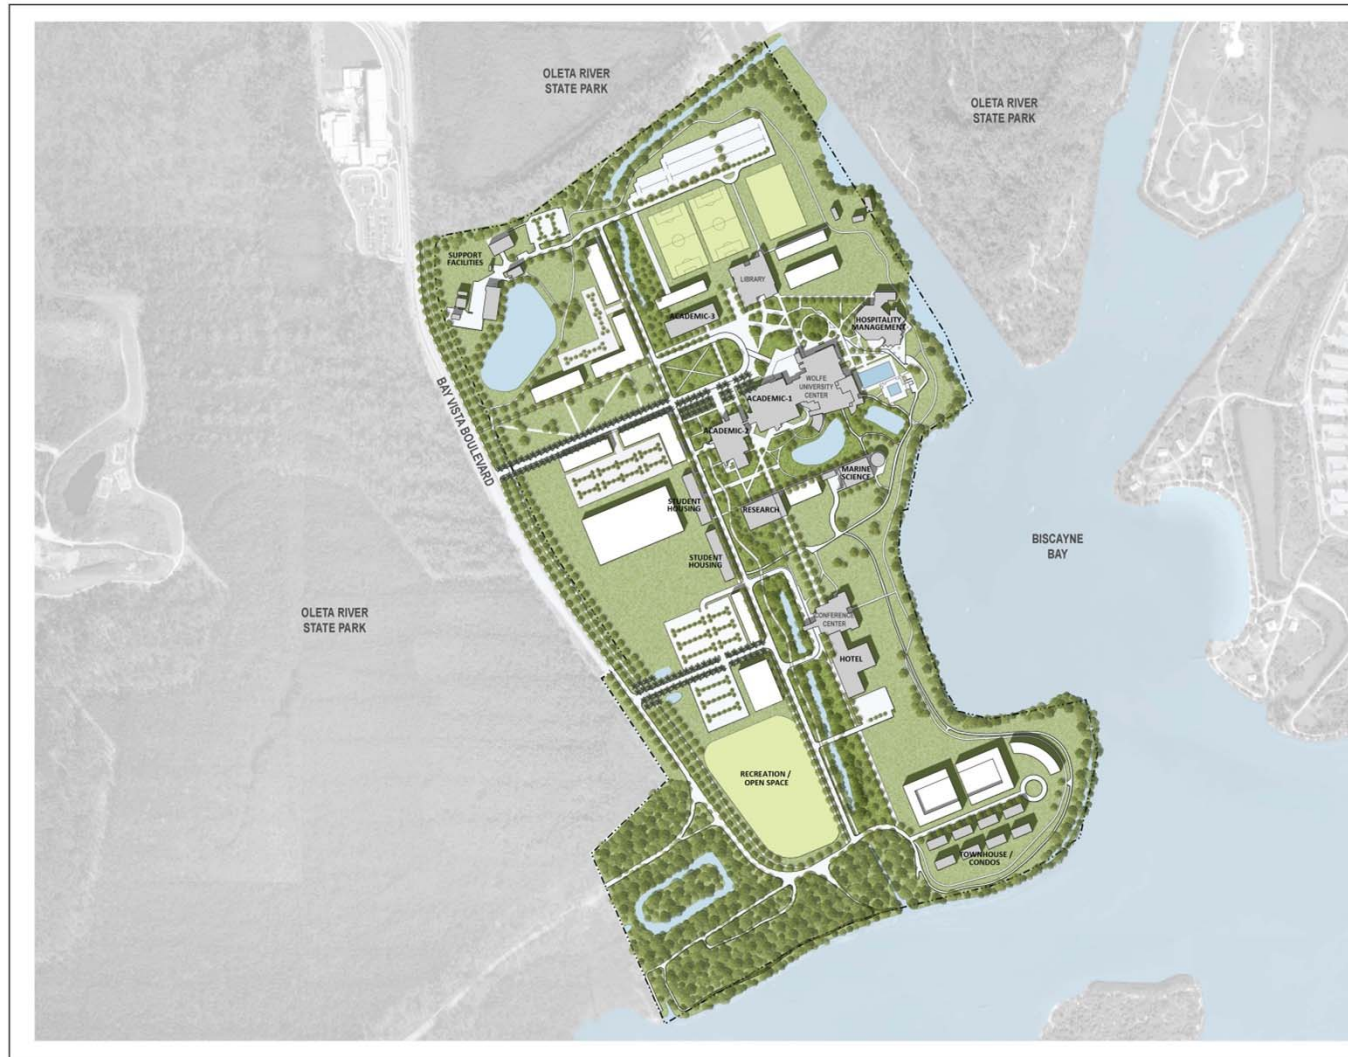 OLETA RIVER
STATE PARK
OLETA RIVER
STATE PARK
SUPPORT
FACILITIES
LIBRARY
ACADEMIC-3
HOSPITALITY
MANAGEMENT
WOLFE
UNIVERSITY
CENTER
ACADEMIC-1
ACADEMIC-2
BAY VISTA BOULEVARD
MARINE
SCIENCE
STUDENT
HOUSING
RESEARCH
STUDENT
HOUSING
BISCAYNE
BAY
OLETA RIVER
STATE PARK
CONFERENCE
CENTER
HOTEL
RECREATION /
OPEN SPACE
TOWNHOUSE /
CONDOS